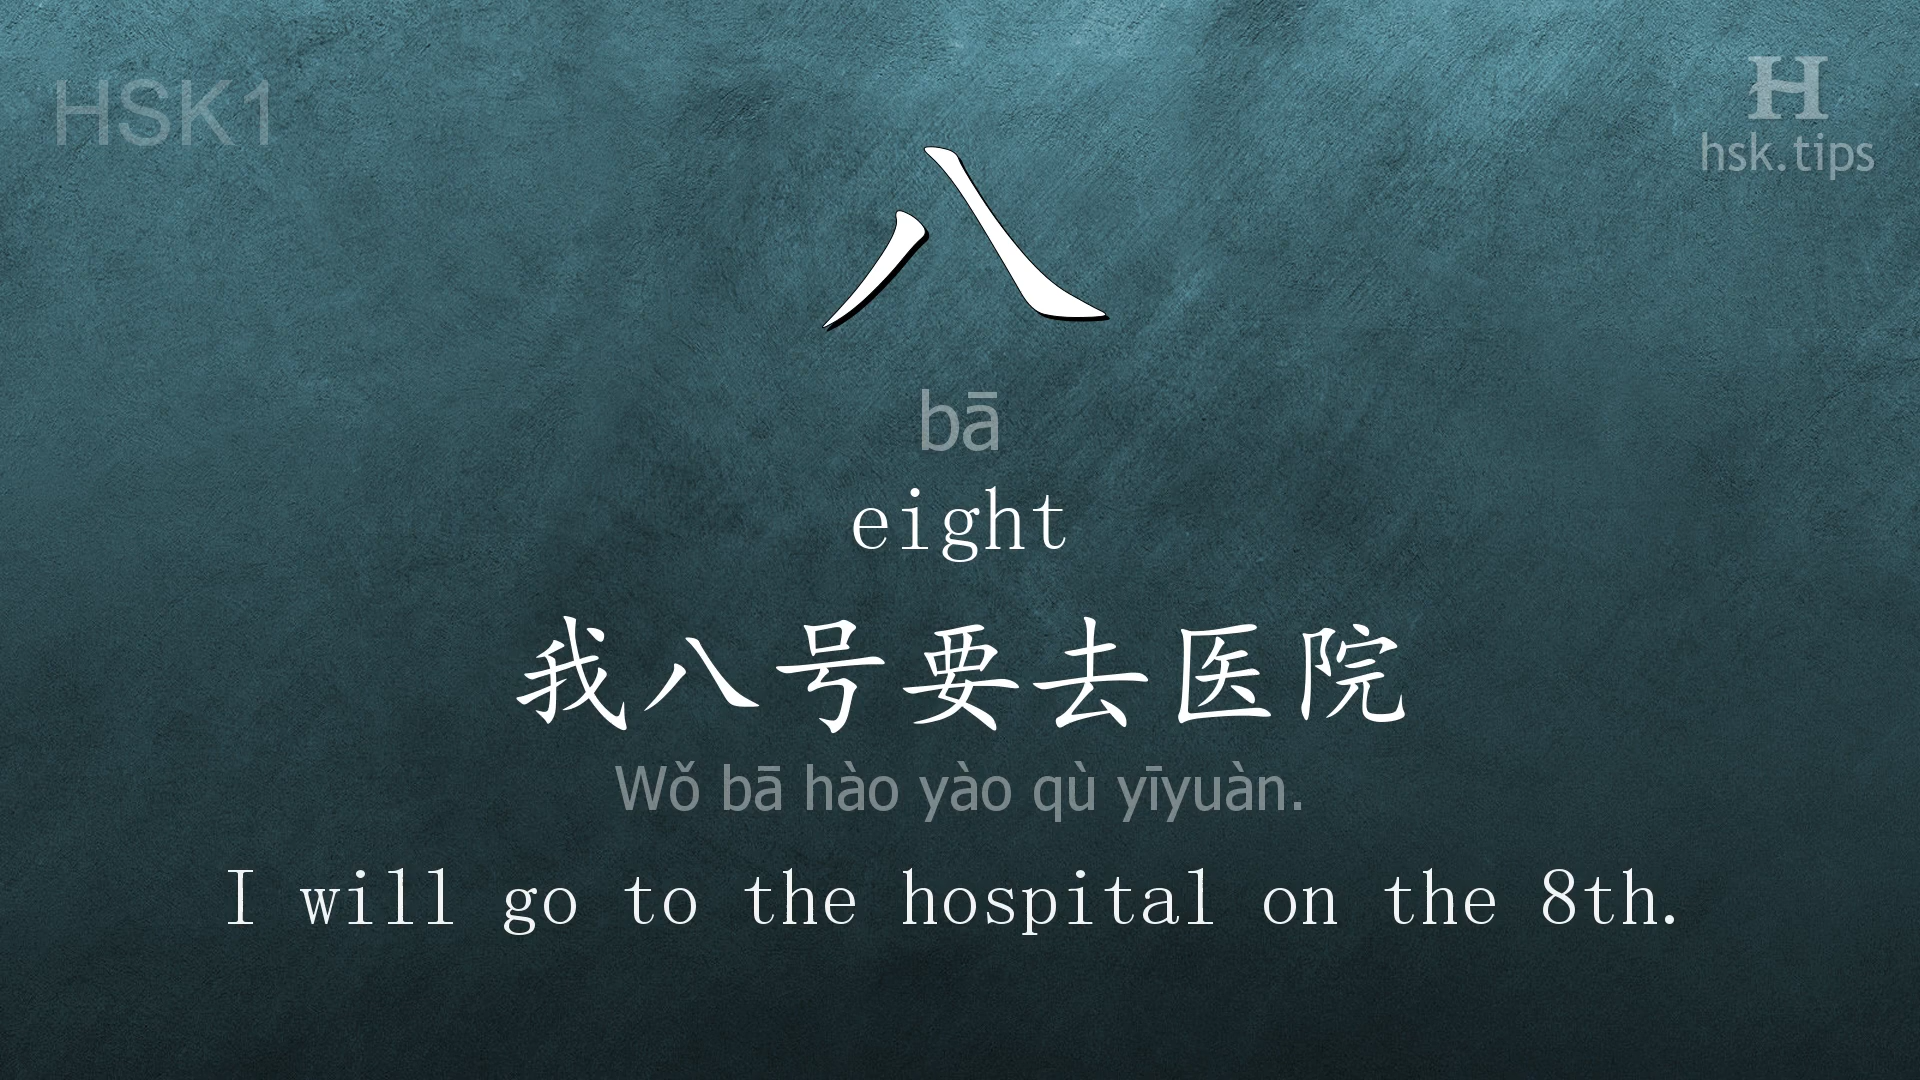 HSK1
H
hsk.tips
八
bā
eight
我八号要去医院
Wǒ bā hào yào qù yīyuàn.
I will go to the hospital on the 8th.